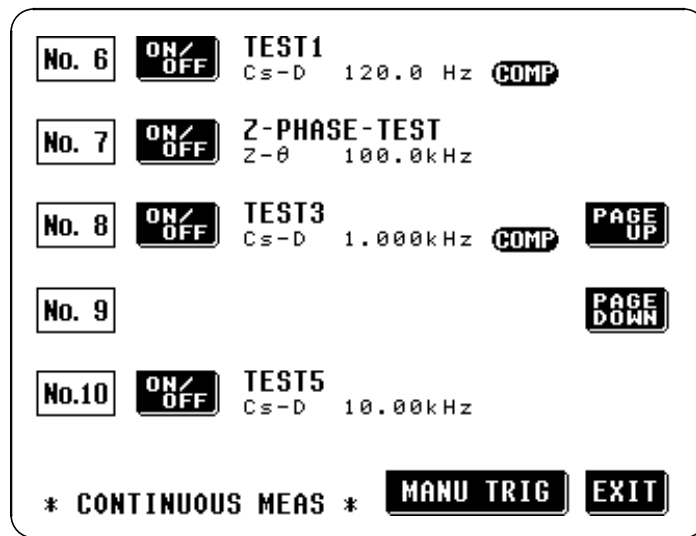 No. 6 ON/OFF TEST1
Cs-D 120.0 Hz COMP
No. 7 ON/OFF Z-PHASE-TEST
Z-θ 100.0kHz
No. 8 ON/OFF TEST3 PAGE UP
Cs-D 1.000kHz COMP
No. 9 PAGE DOWN
No.10 ON/OFF TEST5
Cs-D 10.00kHz
* CONTINUOUS MEAS * MANU TRIG EXIT